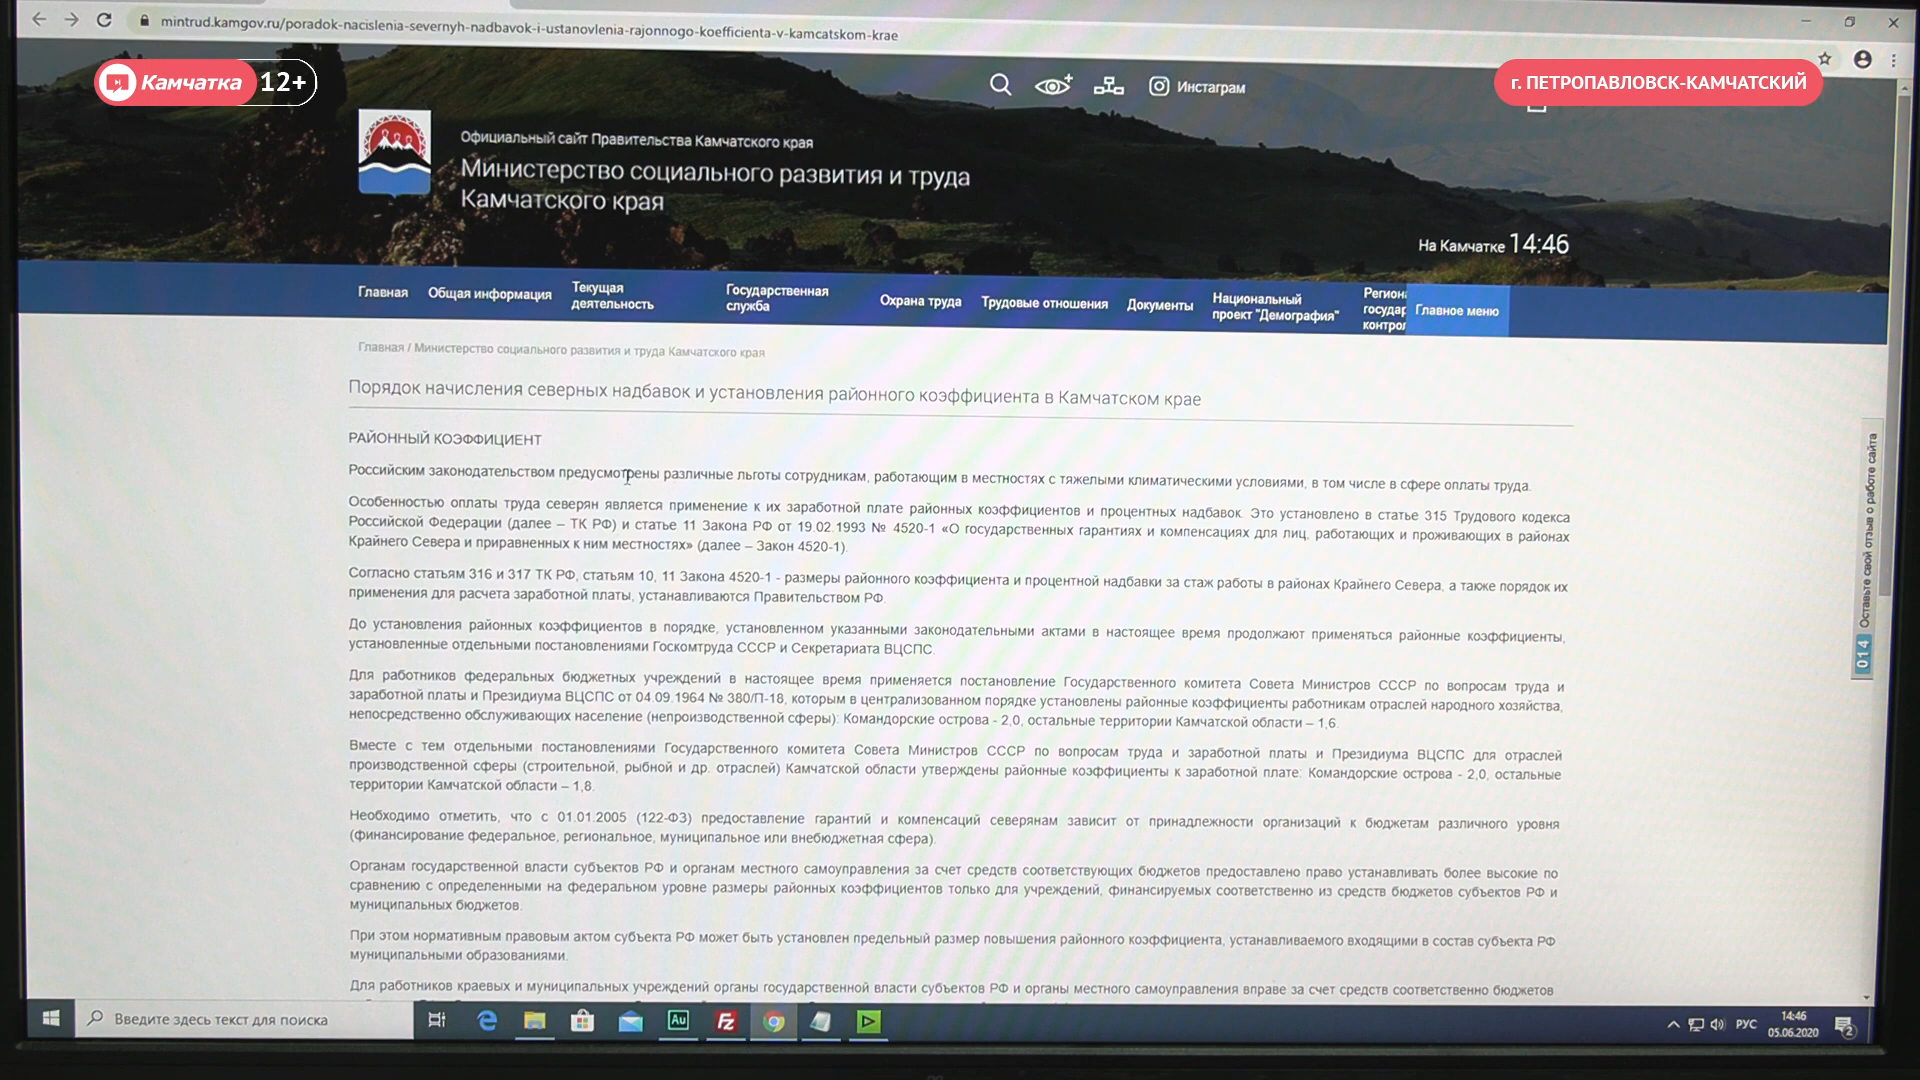 mintrud.kamgov.ru/poradok-nacislenia-severnyh-nadbavok-i-ustanovlenia-rajonnogo-koefficienta-v-kamcatskom-krae
Камчатка 12+
г. ПЕТРОПАВЛОВСК-КАМЧАТСКИЙ
Инстаграм
Официальный сайт Правительства Камчатского края
Министерство социального развития и труда
Камчатского края
На Камчатке 14:46
Главная
Общая информация
Текущая
деятельность
Государственная
служба
Охрана труда
Трудовые отношения
Документы
Национальный
проект "Демография"
Регион
государ
контрол
Главное меню
Главная / Министерство социального развития и труда Камчатского края
Порядок начисления северных надбавок и установления районного коэффициента в Камчатском крае
РАЙОННЫЙ КОЭФФИЦИЕНТ
Российским законодательством предусмотрены различные льготы сотрудникам, работающим в местностях с тяжелыми климатическими условиями, в том числе в сфере оплаты труда.
Особенностью оплаты труда северян является применение к их заработной плате районных коэффициентов и процентных надбавок. Это установлено в статье 315 Трудового кодекса
Российской Федерации (далее – ТК РФ) и статье 11 Закона РФ от 19.02.1993 № 4520-1 «О государственных гарантиях и компенсациях для лиц, работающих и проживающих в районах
Крайнего Севера и приравненных к ним местностях» (далее – Закон 4520-1).
Согласно статьям 316 и 317 ТК РФ, статьям 10, 11 Закона 4520-1 - размеры районного коэффициента и процентной надбавки за стаж работы в районах Крайнего Севера, а также порядок их
применения для расчета заработной платы, устанавливаются Правительством РФ.
До установления районных коэффициентов в порядке, установленном указанными законодательными актами в настоящее время продолжают применяться районные коэффициенты,
установленные отдельными постановлениями Госкомтруда СССР и Секретариата ВЦСПС.
Для работников федеральных бюджетных учреждений в настоящее время применяется постановление Государственного комитета Совета Министров СССР по вопросам труда и
заработной платы и Президиума ВЦСПС от 04.09.1964 № 380/П-18, которым в централизованном порядке установлены районные коэффициенты работникам отраслей народного хозяйства,
непосредственно обслуживающих население (непроизводственной сферы): Командорские острова - 2,0, остальные территории Камчатской области – 1,6.
Вместе с тем отдельными постановлениями Государственного комитета Совета Министров СССР по вопросам труда и заработной платы и Президиума ВЦСПС для отраслей
производственной сферы (строительной, рыбной и др. отраслей) Камчатской области утверждены районные коэффициенты к заработной плате: Командорские острова - 2,0, остальные
территории Камчатской области – 1,8.
Необходимо отметить, что с 01.01.2005 (122-ФЗ) предоставление гарантий и компенсаций северянам зависит от принадлежности организаций к бюджетам различного уровня
(финансирование федеральное, региональное, муниципальное или внебюджетная сфера).
Органам государственной власти субъектов РФ и органам местного самоуправления за счет средств соответствующих бюджетов предоставлено право устанавливать более высокие по
сравнению с определенными на федеральном уровне размеры районных коэффициентов только для учреждений, финансируемых соответственно из средств бюджетов субъектов РФ и
муниципальных бюджетов.
При этом нормативным правовым актом субъекта РФ может быть установлен предельный размер повышения районного коэффициента, устанавливаемого входящими в состав субъекта РФ
муниципальными образованиями.
Для работников краевых и муниципальных учреждений органы государственной власти субъектов РФ и органы местного самоуправления вправе за счет средств соответственно бюджетов
Оставьте свой отзыв о работе сайта
014
Введите здесь текст для поиска
Au
Fz
РУС
14:46
05.06.2020
2